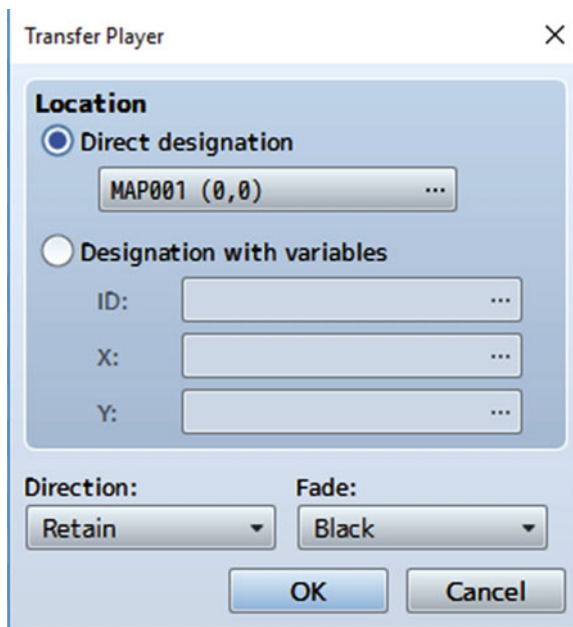 Transfer Player
Location
Direct designation
MAP001 (0,0) ...
Designation with variables
ID: ...
X: ...
Y: ...
Direction: Fade:
Retain Black
OK Cancel